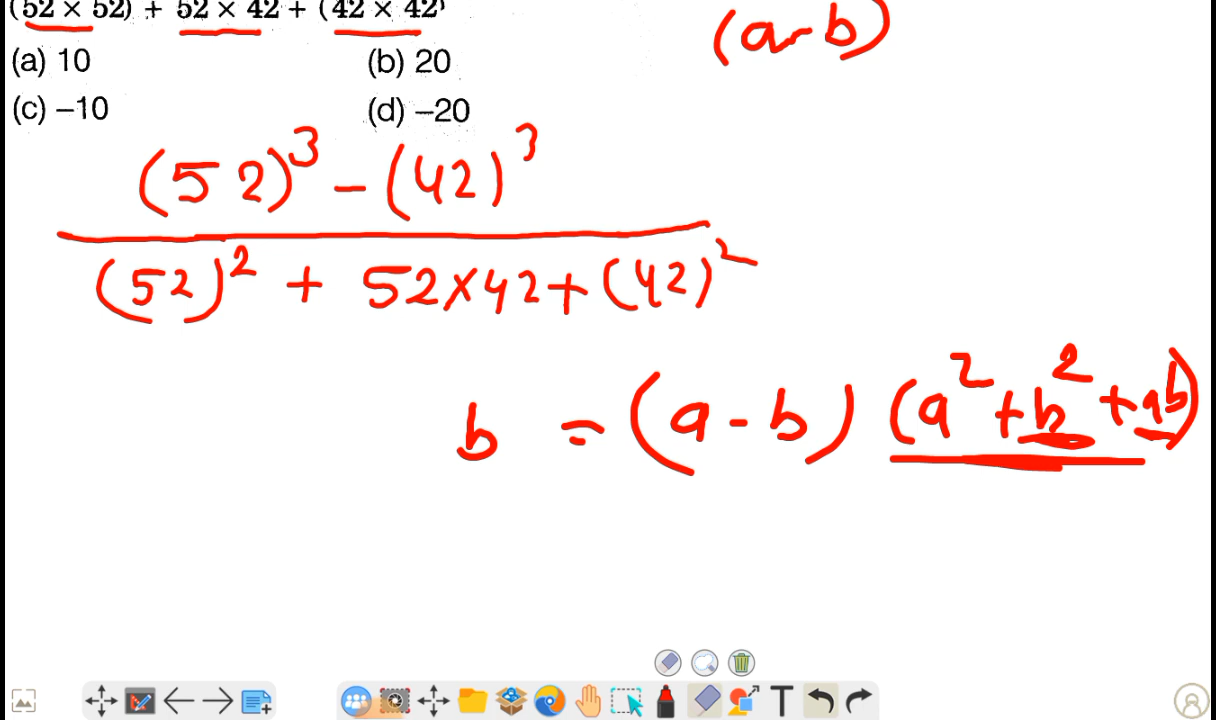 (52 × 52) + 52 × 42 + (42 × 42)
(a-b)
(a) 10 (b) 20
(c) –10 (d) –20
(52)³ - (42)³
(52)² + 52×42+(42)²
b = (a-b) (a²+b²+ab)
T